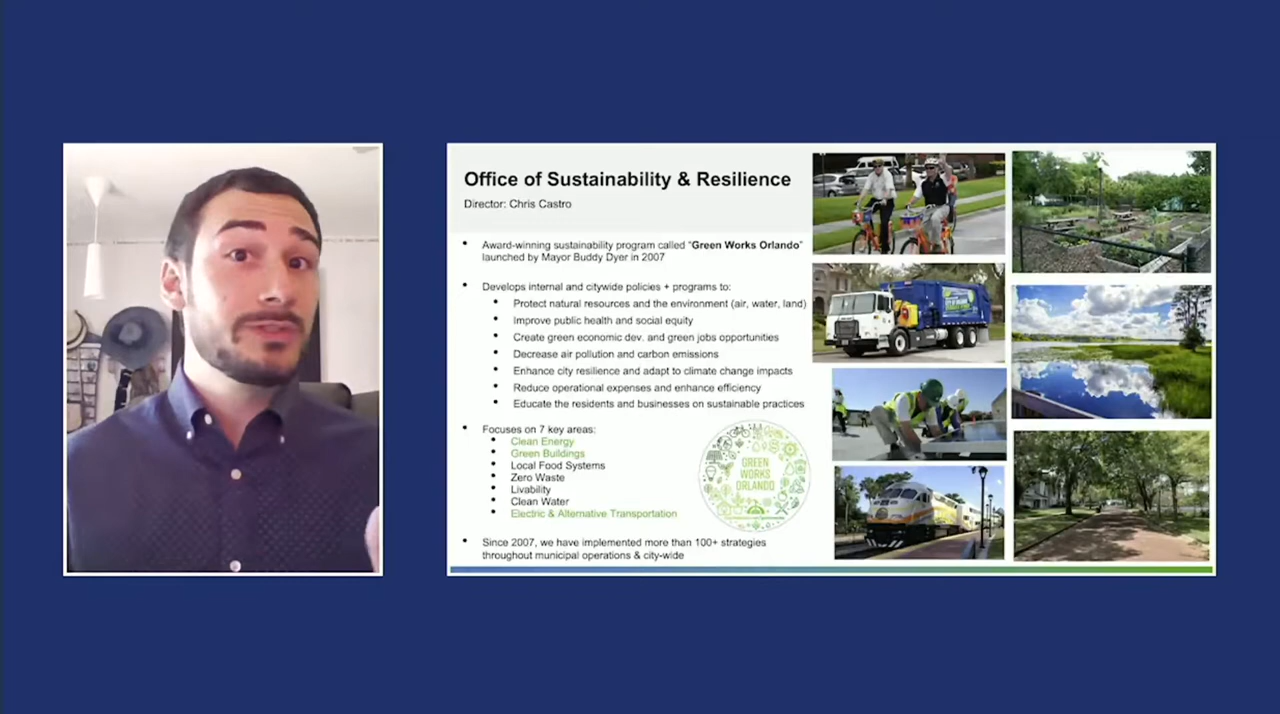 Office of Sustainability & Resilience
Director: Chris Castro
• Award-winning sustainability program called “Green Works Orlando”
launched by Mayor Buddy Dyer in 2007
• Develops internal and citywide policies + programs to:
• Protect natural resources and the environment (air, water, land)
• Improve public health and social equity
• Create green economic dev. and green jobs opportunities
• Decrease air pollution and carbon emissions
• Enhance city resilience and adapt to climate change impacts
• Reduce operational expenses and enhance efficiency
• Educate the residents and businesses on sustainable practices
• Focuses on 7 key areas:
• Clean Energy
• Green Buildings
• Local Food Systems
• Zero Waste
• Livability
• Clean Water
• Electric & Alternative Transportation
GREEN
WORKS
ORLANDO
• Since 2007, we have implemented more than 100+ strategies
throughout municipal operations & city-wide